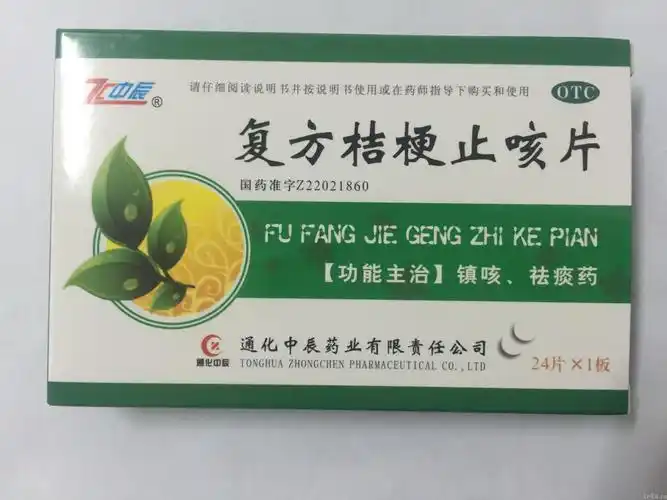 ZC中辰®
请仔细阅读说明书并按说明书使用或在药师指导下购买和使用
OTC
复方桔梗止咳片
国药准字Z22021860
FU FANG JIE GENG ZHI KE PIAN
【功能主治】镇咳、祛痰药
通化中辰
通化中辰药业有限责任公司
TONGHUA ZHONGCHEN PHARMACEUTICAL CO.,LTD
24片×1板